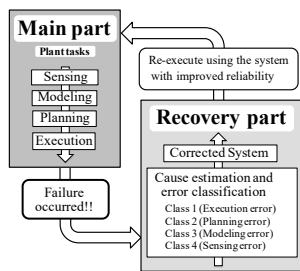 Main part
Plant tasks
Sensing
Modeling
Planning
Execution
Failure
occurred!!
Re-execute using the system
with improved reliability
Recovery part
Corrected System
Cause estimation and
error classification
Class 1 (Execution error)
Class 2 (Planning error)
Class 3 (Modeling error)
Class 4 (Sensing error)